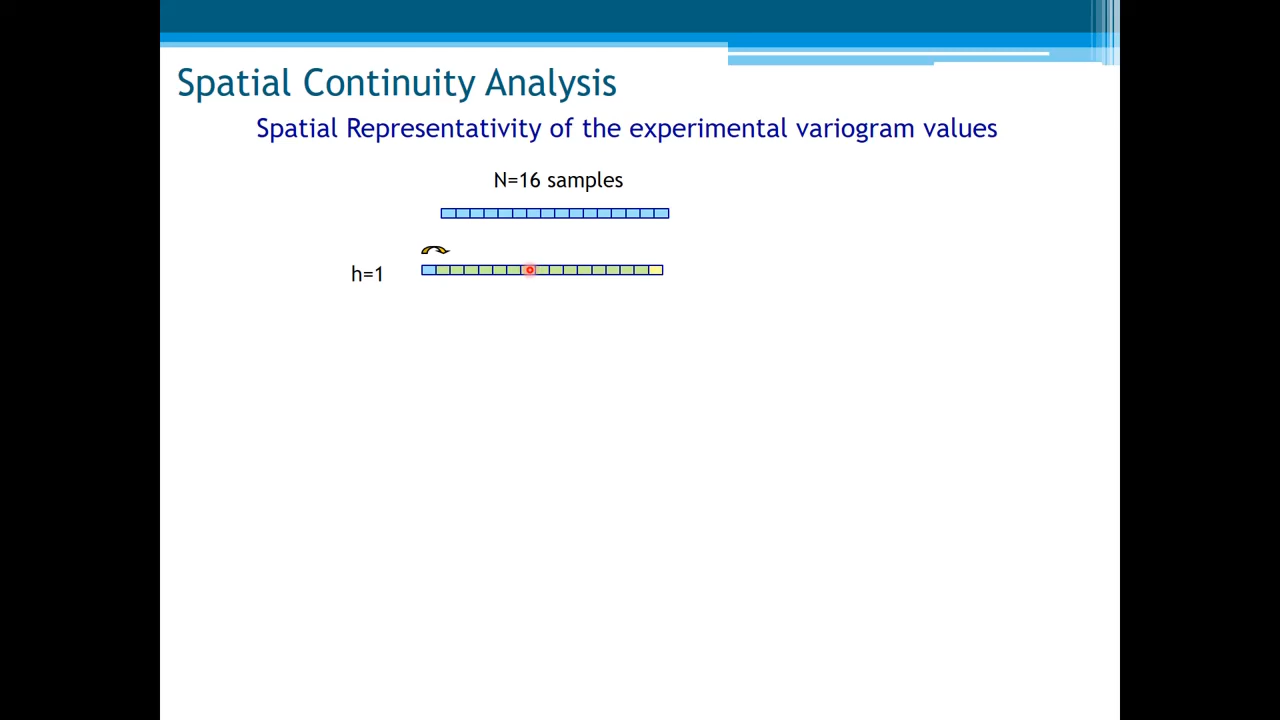 Spatial Continuity Analysis
Spatial Representativity of the experimental variogram values
N=16 samples
h=1